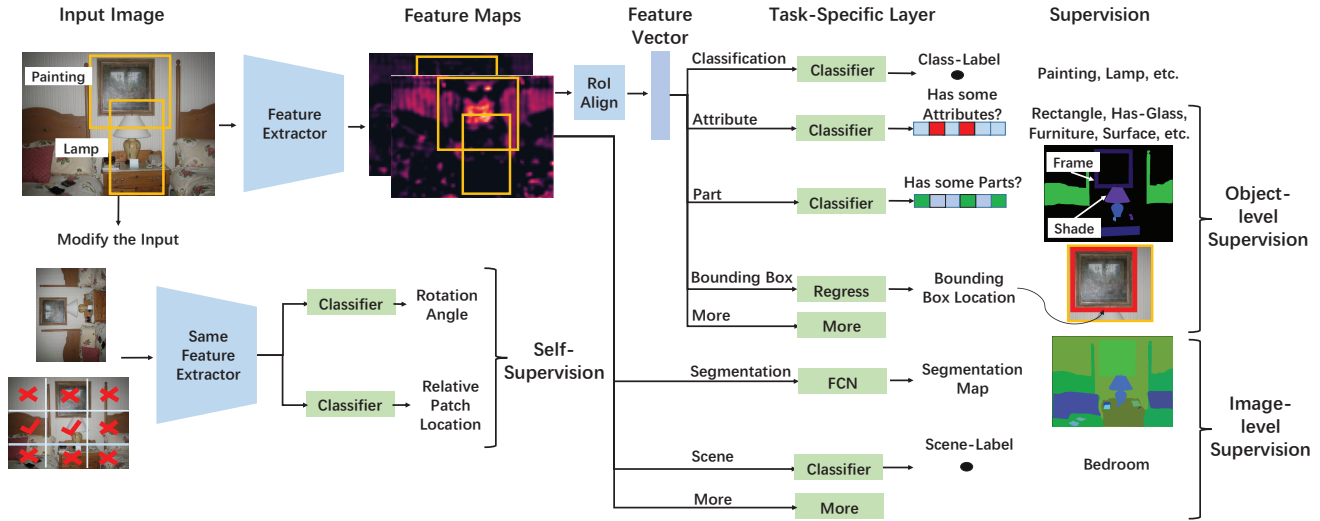 Input Image
Feature Maps
Feature
Vector
Task-Specific Layer
Supervision
Painting
Lamp
Feature
Extractor
RoI
Align
Modify the Input
Classification
Classifier
Class-Label
Painting, Lamp, etc.
Attribute
Classifier
Has some
Attributes?
Rectangle, Has-Glass,
Furniture, Surface, etc.
Part
Classifier
Has some Parts?
Frame
Shade
Bounding Box
Regress
Bounding
Box Location
More
More
Object-
level
Supervision
Same
Feature
Extractor
Classifier
Rotation
Angle
Classifier
Relative
Patch
Location
Self-
Supervision
Segmentation
FCN
Segmentation
Map
Scene
Classifier
Scene-Label
Bedroom
More
More
Image-
level
Supervision